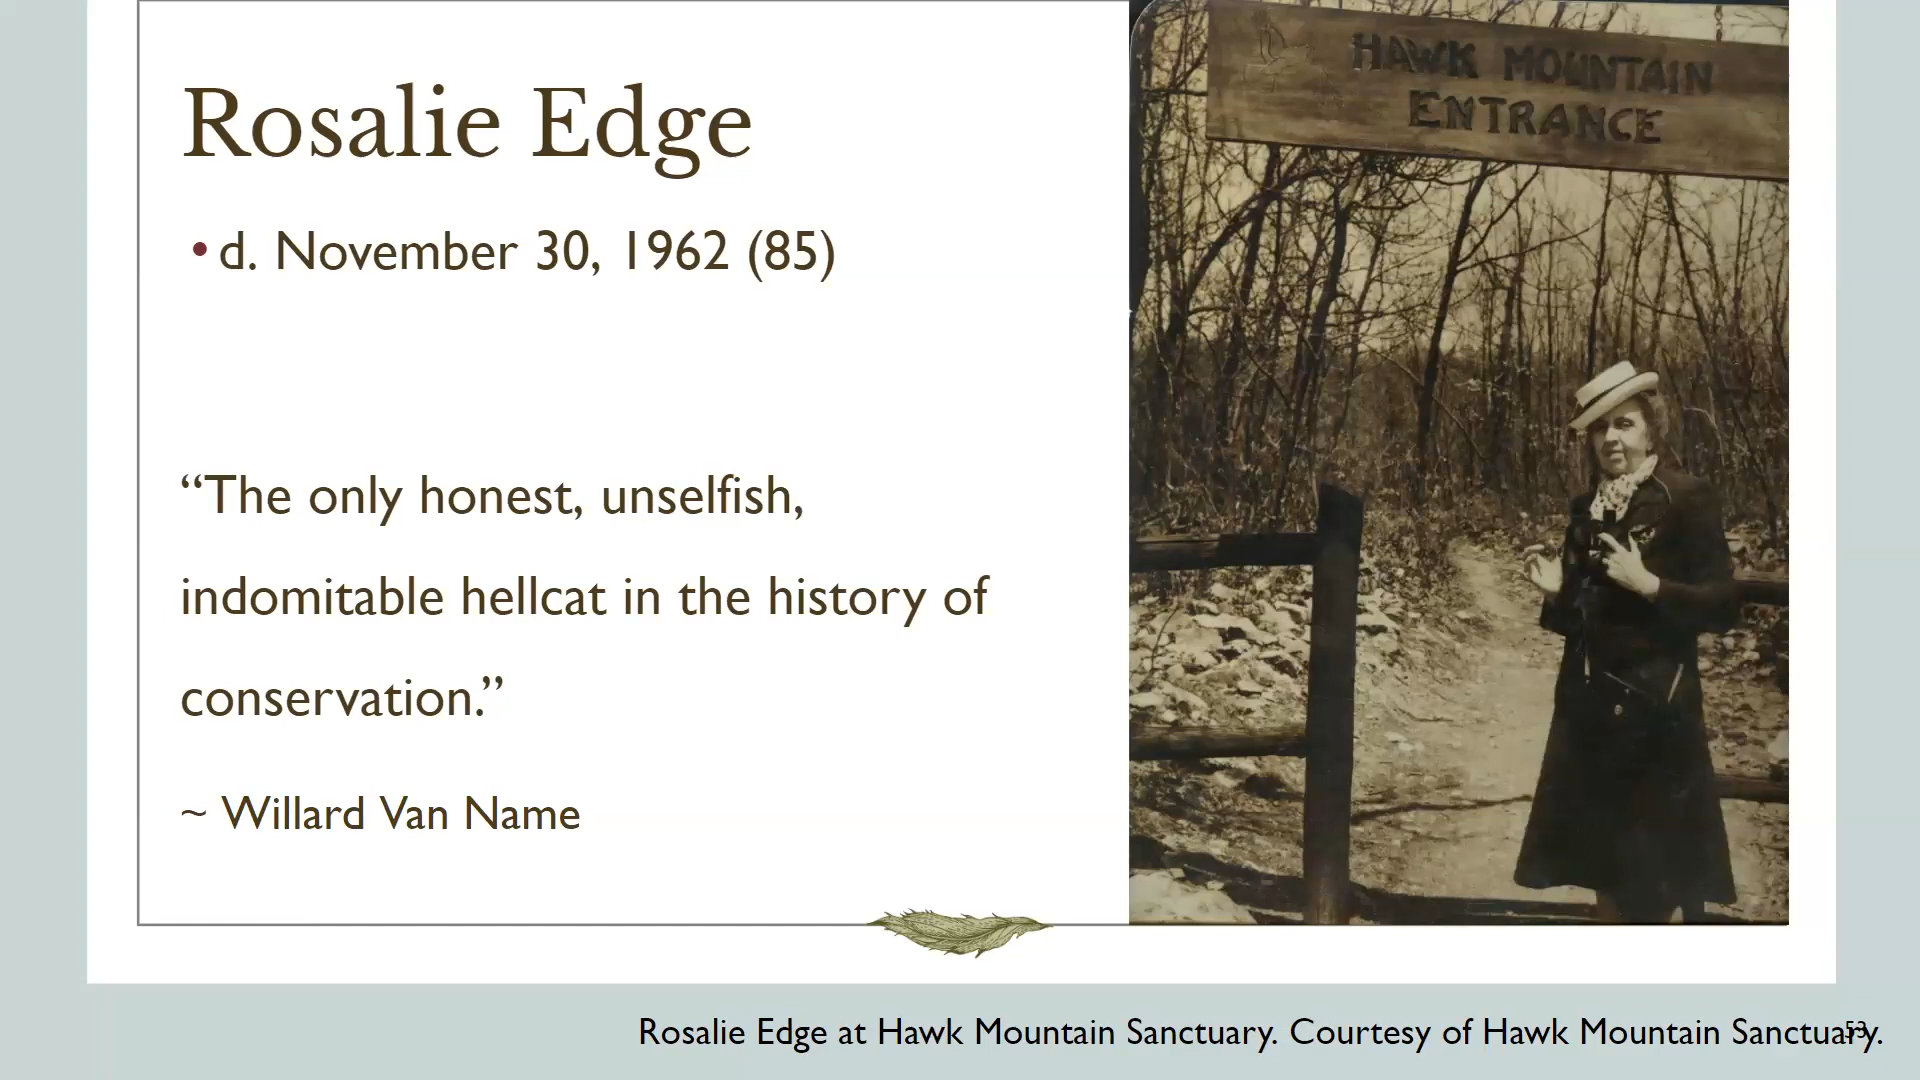 Rosalie Edge
• d. November 30, 1962 (85)
“The only honest, unselfish,
indomitable hellcat in the history of
conservation.”
~ Willard Van Name
HAWK MOUNTAIN
ENTRANCE
Rosalie Edge at Hawk Mountain Sanctuary. Courtesy of Hawk Mountain Sanctuary.
53